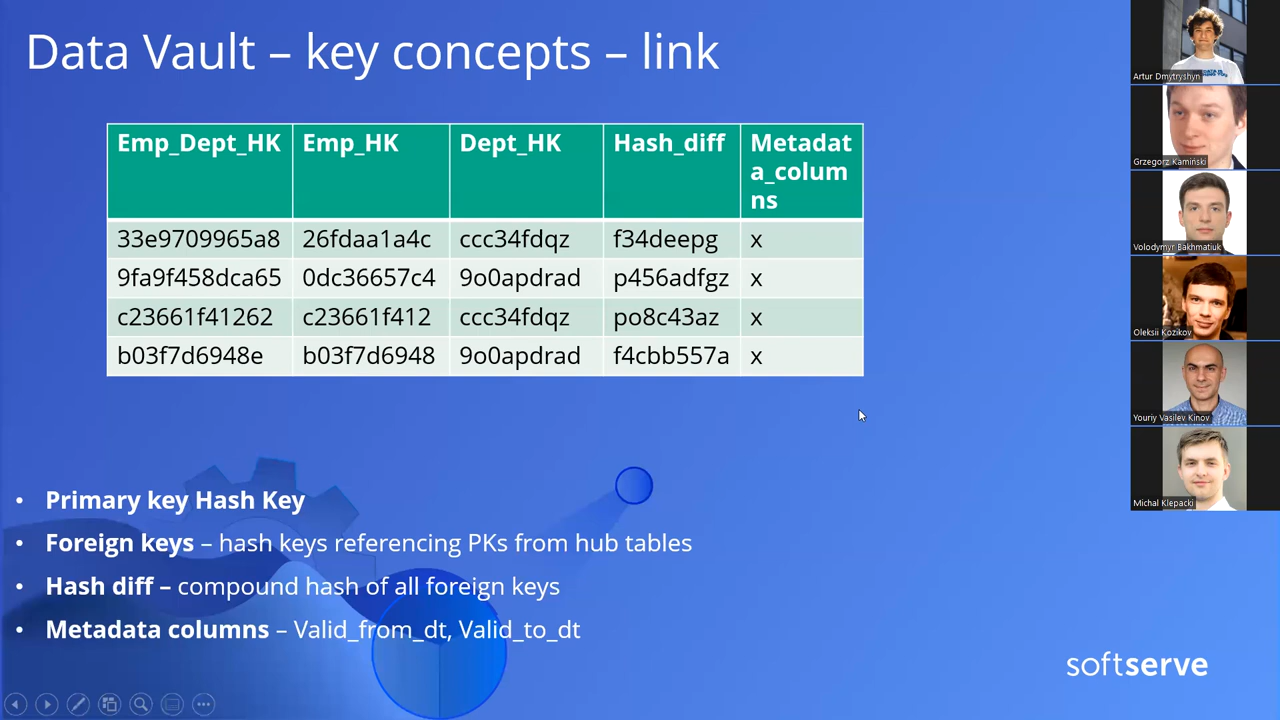 Data Vault – key concepts – link
Emp_Dept_HK Emp_HK Dept_HK Hash_diff Metadat
a_colum
ns
33e9709965a8 26fdaa1a4c ccc34fdqz f34deepg x
9fa9f458dca65 0dc36657c4 9o0apdrad p456adfgz x
c23661f41262 c23661f412 ccc34fdqz po8c43az x
b03f7d6948e b03f7d6948 9o0apdrad f4cbb557a x
• Primary key Hash Key
• Foreign keys – hash keys referencing PKs from hub tables
• Hash diff – compound hash of all foreign keys
• Metadata columns – Valid_from_dt, Valid_to_dt
softserve
Artur Dmytryshyn
Grzegorz Kamiński
Volodymyr Bakhmatiuk
Oleksii Kozikov
Youriy Vasilev Kinov
Michal Klepacki